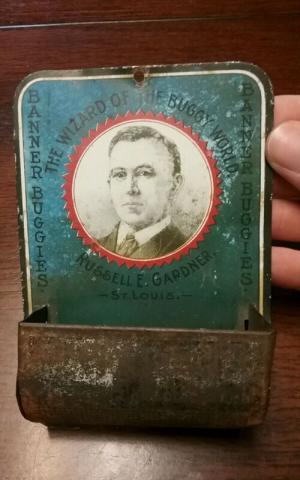 BANNER BUGGIES.
THE WIZARD OF THE BUGGY WORLD.
BANNER BUGGIES.
RUSSELL E. GARDNER.
—ST. LOUIS.—